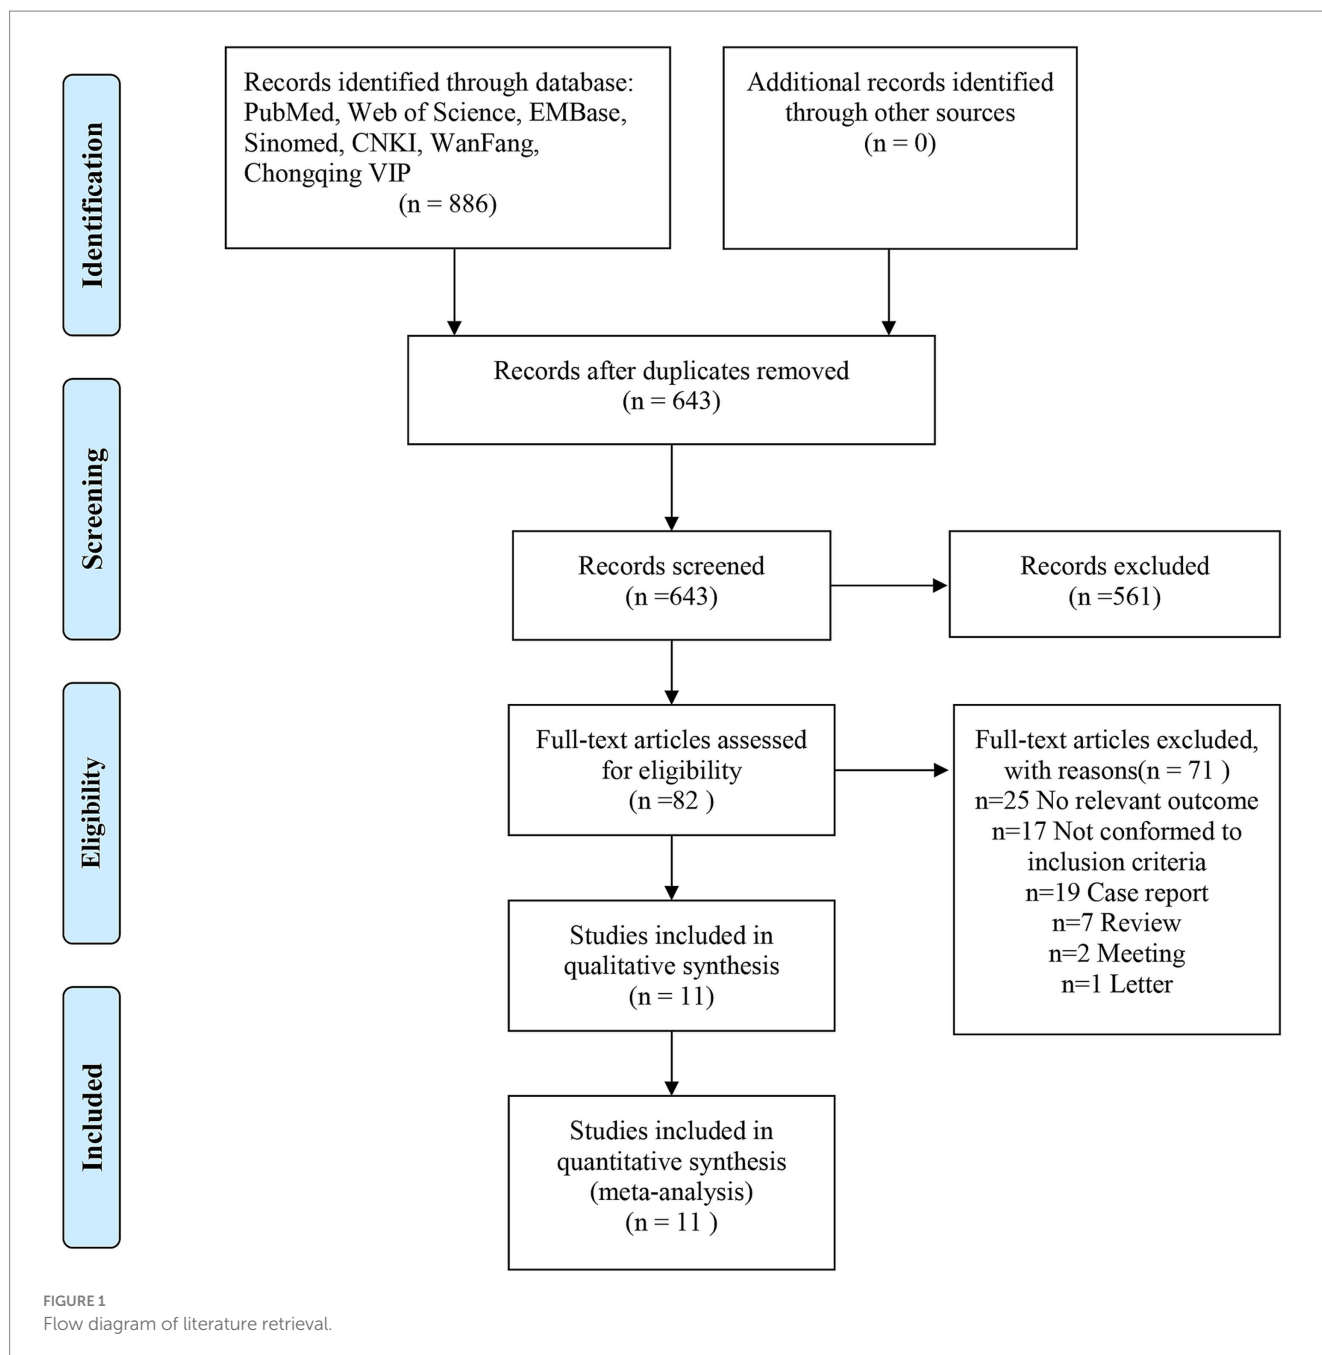 Identification
Records identified through database:
PubMed, Web of Science, EMBase,
Sinomed, CNKI, WanFang,
Chongqing VIP
(n = 886)
Additional records identified
through other sources
(n = 0)
Records after duplicates removed
(n = 643)
Screening
Records screened
(n =643)
Records excluded
(n =561)
Eligibility
Full-text articles assessed
for eligibility
(n =82 )
Full-text articles excluded,
with reasons(n = 71 )
n=25 No relevant outcome
n=17 Not conformed to
inclusion criteria
n=19 Case report
n=7 Review
n=2 Meeting
n=1 Letter
Studies included in
qualitative synthesis
(n = 11)
Included
Studies included in
quantitative synthesis
(meta-analysis)
(n = 11 )
FIGURE 1
Flow diagram of literature retrieval.